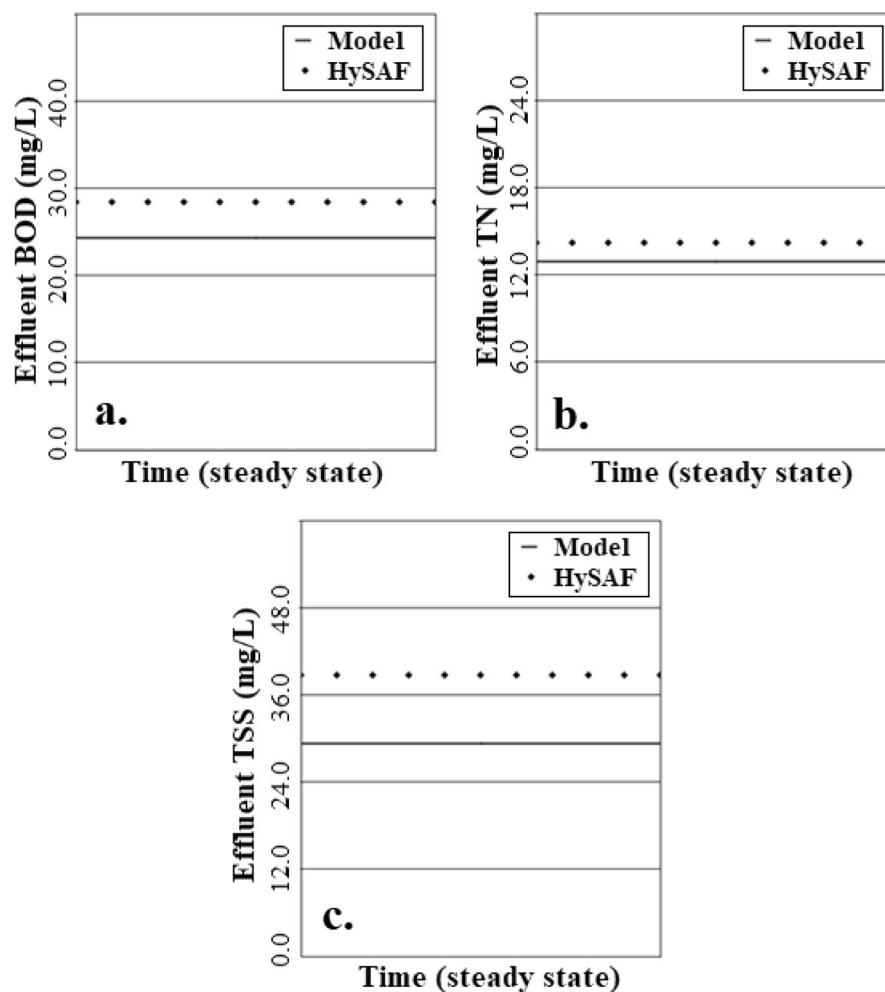 Model
HySAF
Effluent BOD (mg/L)
40.0
30.0
20.0
10.0
0.0
a.
Time (steady state)
Model
HySAF
Effluent TN (mg/L)
24.0
18.0
12.0
6.0
0.0
b.
Time (steady state)
Model
HySAF
Effluent TSS (mg/L)
48.0
36.0
24.0
12.0
0.0
c.
Time (steady state)